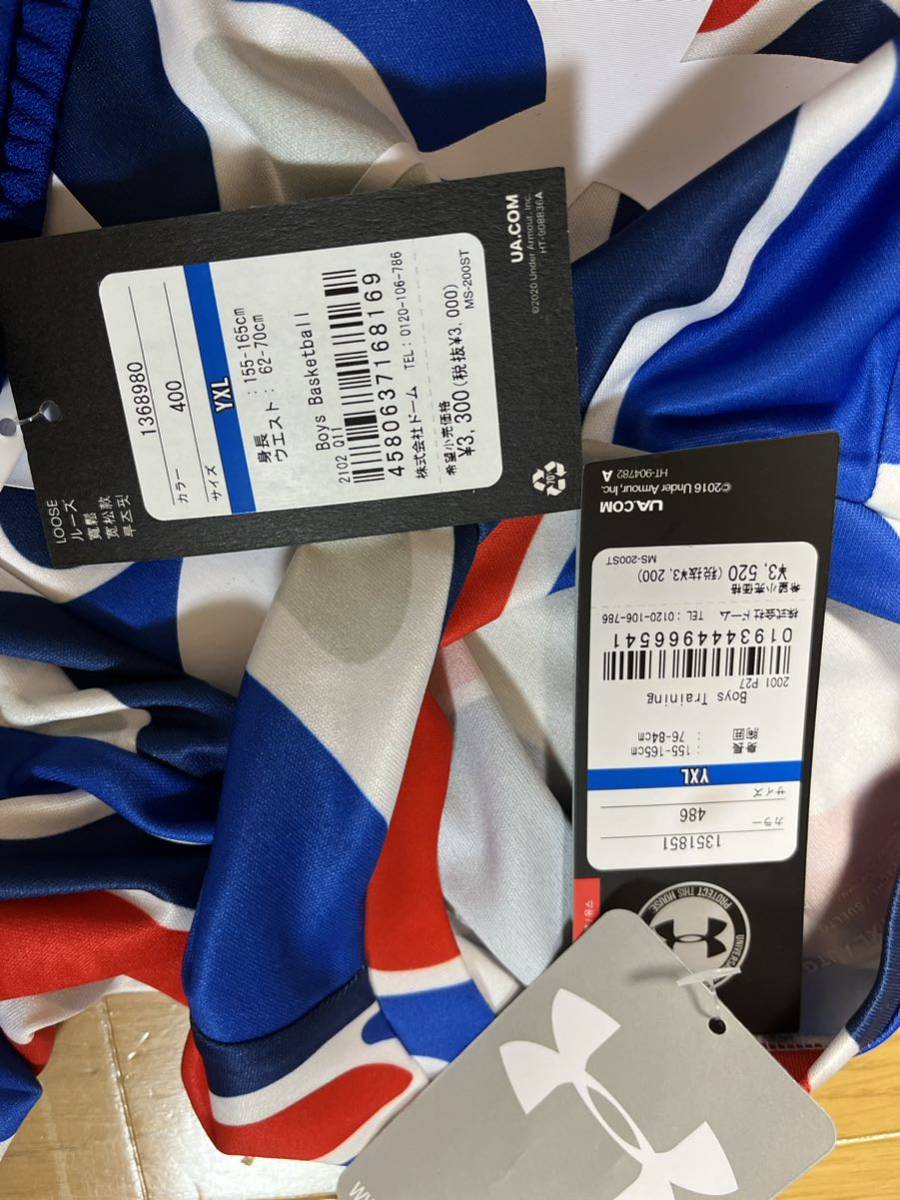 LOOSE
ルーズ
寬鬆
宽松款
루즈핏
1368980
カラー 400
サイズ YXL
身長 : 155-165cm
ウエスト : 62-70cm
Boys Basketball
2102 Q11
4580637168169
株式会社ドーム TEL:0120-106-786
希望小売価格
¥3,300(税抜¥3,000)
MS-200ST
UA.COM
©2020 Under Armour, Inc.
HT-908836A
1351851
カラー 486
サイズ YXL
身長 : 155-165cm
胸囲 : 76-84cm
Boys Training
2001 P27
0193444966541
株式会社ドーム TEL:0120-106-786
希望小売価格
¥3,520(税抜¥3,200)
MS-200ST
UA.COM
©2016 Under Armour, Inc.
HT-904782 A
PROTECT THIS HOUSE